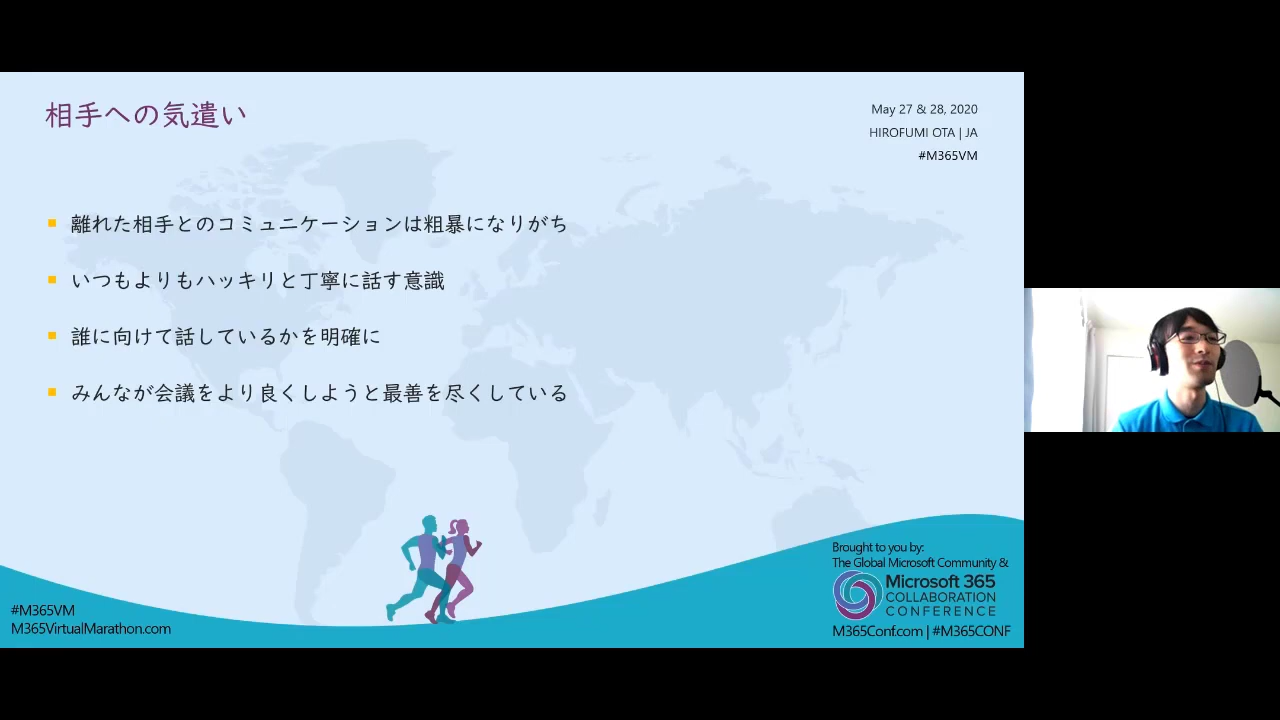 相手への気遣い
May 27 & 28, 2020
HIROFUMI OTA | JA
#M365VM
離れた相手とのコミュニケーションは粗暴になりがち
いつもよりもハッキリと丁寧に話す意識
誰に向けて話しているかを明確に
みんなが会議をより良くしようと最善を尽くしている
#M365VM
M365VirtualMarathon.com
Brought to you by:
The Global Microsoft Community &
Microsoft 365
COLLABORATION
CONFERENCE
M365Conf.com | #M365CONF